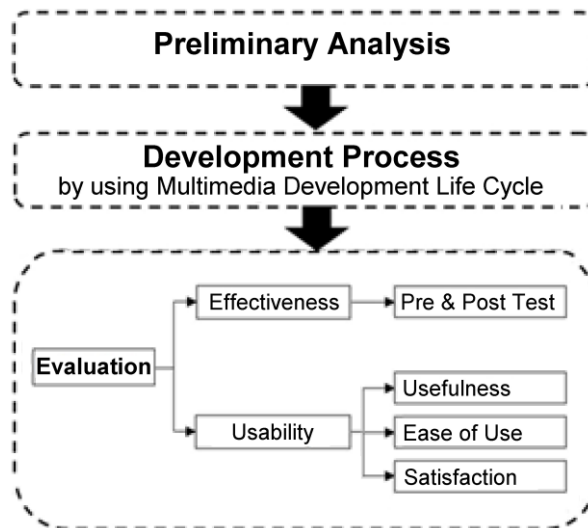 Preliminary Analysis
Development Process
by using Multimedia Development Life Cycle
Effectiveness
Pre & Post Test
Evaluation
Usefulness
Usability
Ease of Use
Satisfaction